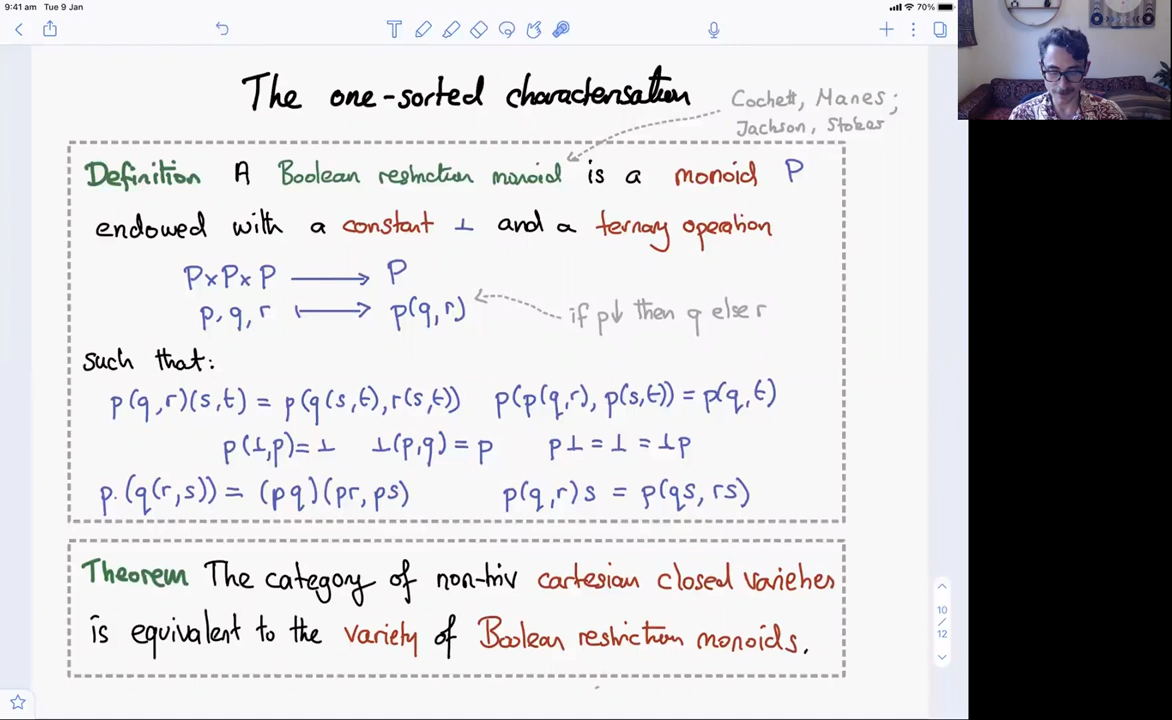 9:41 am Tue 9 Jan
70%
The one-sorted characterisation
Cockett, Manes;
Jackson, Stokes
Definition A Boolean restriction monoid is a monoid P
endowed with a constant ⊥ and a ternary operation
P×P×P ⟶ P
p, q, r ⟼ p(q,r)
if p↓ then q else r
such that:
p(q,r)(s,t) = p(q(s,t),r(s,t)) p(p(q,r), p(s,t)) = p(q,t)
p(⊥,p)=⊥ ⊥(p,q) = p p⊥ = ⊥ = ⊥p
p.(q(r,s)) = (pq)(pr, ps) p(q,r)s = p(qs, rs)
Theorem The category of non-triv cartesian closed varieties
is equivalent to the variety of Boolean restriction monoids.
10
/
12